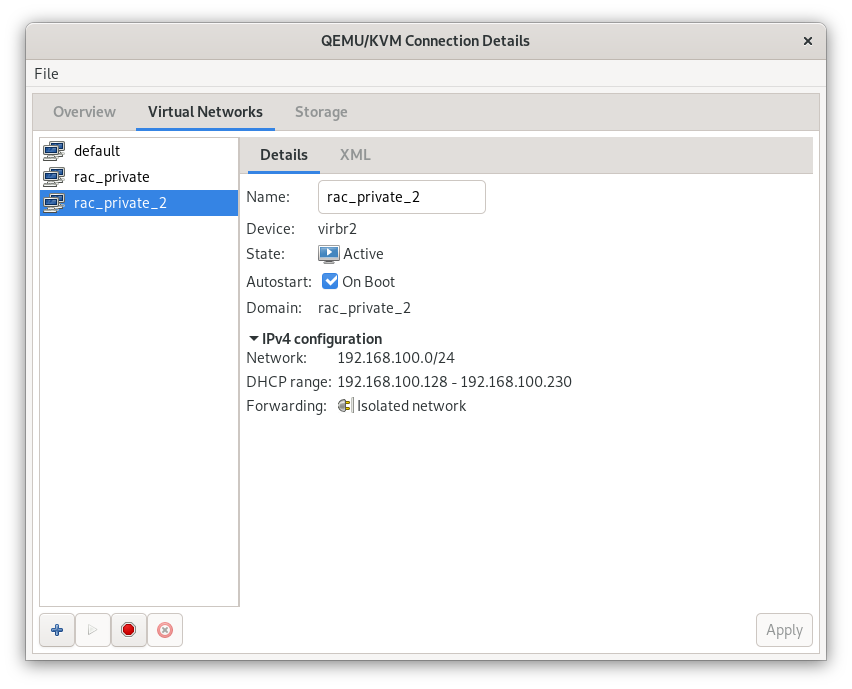 QEMU/KVM Connection Details
File
Overview Virtual Networks Storage
default
rac_private
rac_private_2
Details XML
Name: rac_private_2
Device: virbr2
State: Active
Autostart: On Boot
Domain: rac_private_2
IPv4 configuration
Network: 192.168.100.0/24
DHCP range: 192.168.100.128 - 192.168.100.230
Forwarding: Isolated network
Apply